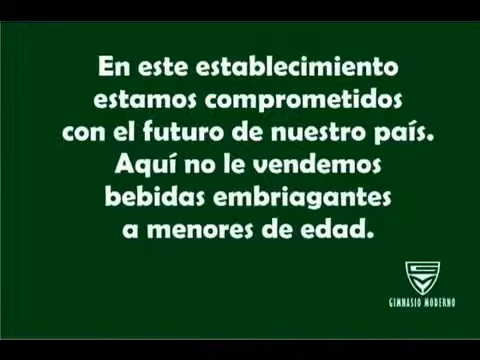 En este establecimiento
estamos comprometidos
con el futuro de nuestro país.
Aquí no le vendemos
bebidas embriagantes
a menores de edad.
GIMNASIO MODERNO